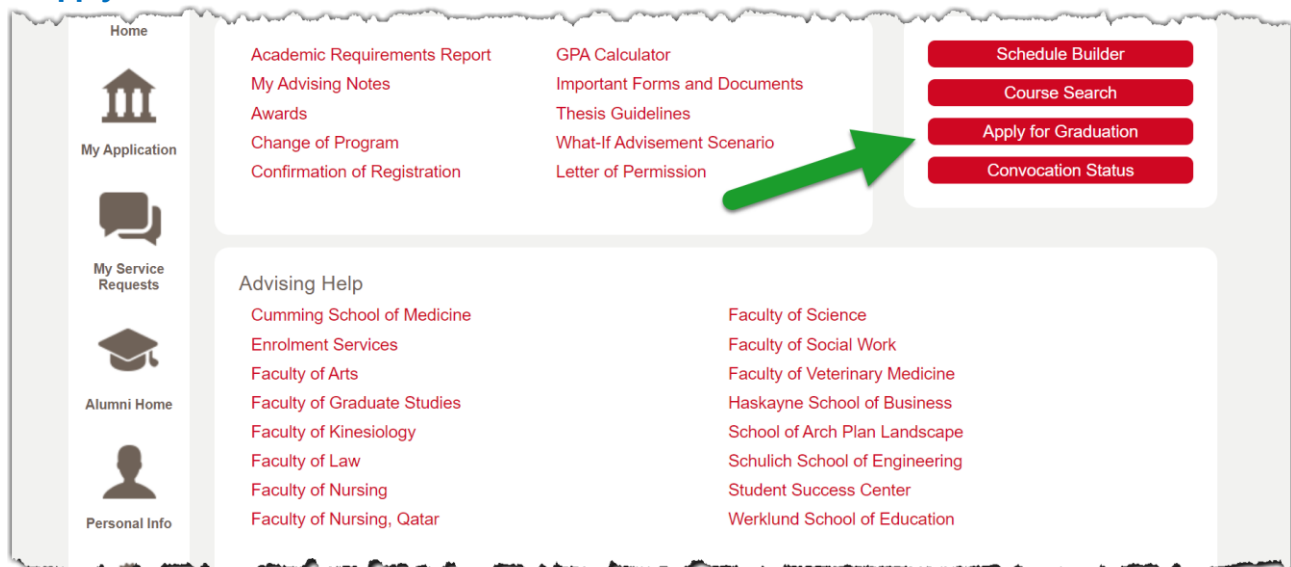 Home
My Application
My Service
Requests
Alumni Home
Personal Info
Academic Requirements Report
My Advising Notes
Awards
Change of Program
Confirmation of Registration
GPA Calculator
Important Forms and Documents
Thesis Guidelines
What-If Advisement Scenario
Letter of Permission
Schedule Builder
Course Search
Apply for Graduation
Convocation Status
Advising Help
Cumming School of Medicine
Enrolment Services
Faculty of Arts
Faculty of Graduate Studies
Faculty of Kinesiology
Faculty of Law
Faculty of Nursing
Faculty of Nursing, Qatar
Faculty of Science
Faculty of Social Work
Faculty of Veterinary Medicine
Haskayne School of Business
School of Arch Plan Landscape
Schulich School of Engineering
Student Success Center
Werklund School of Education